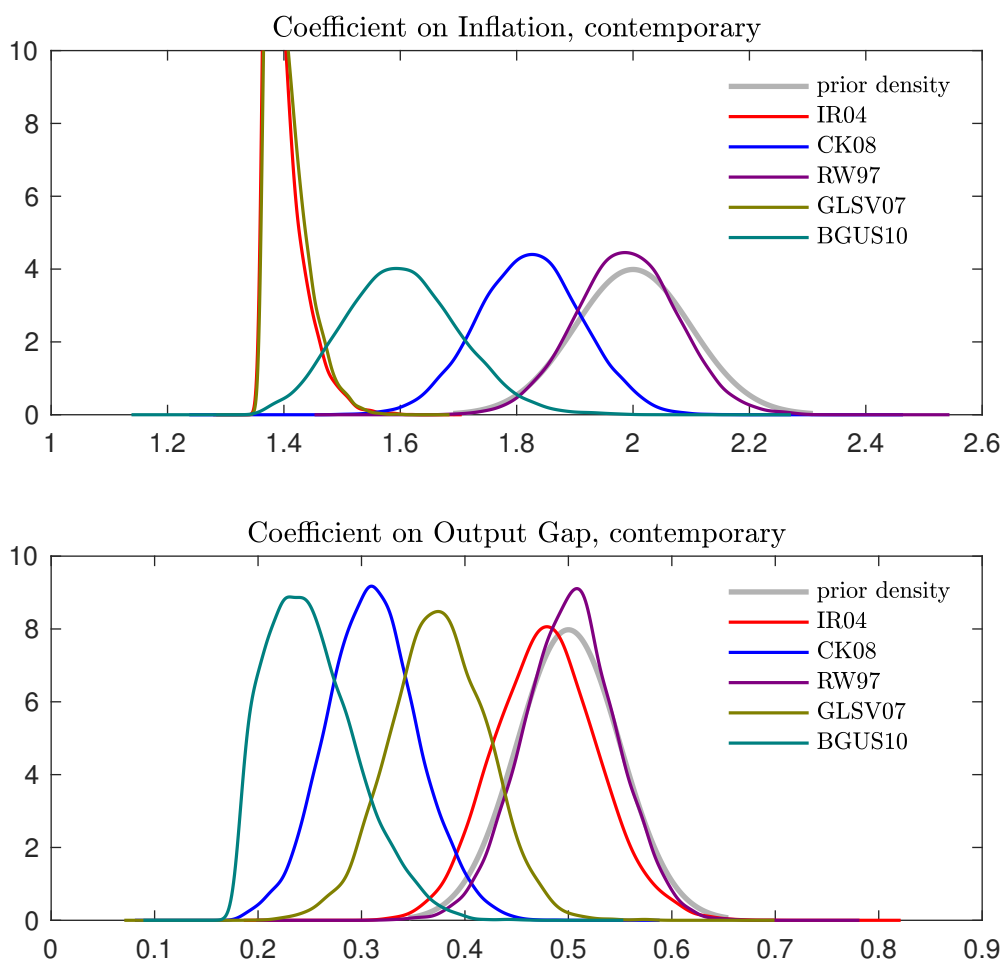 Coefficient on Inflation, contemporary
10
8
6
4
2
0
prior density
IR04
CK08
RW97
GLSV07
BGUS10
1 1.2 1.4 1.6 1.8 2 2.2 2.4 2.6
Coefficient on Output Gap, contemporary
10
8
6
4
2
0
prior density
IR04
CK08
RW97
GLSV07
BGUS10
0 0.1 0.2 0.3 0.4 0.5 0.6 0.7 0.8 0.9